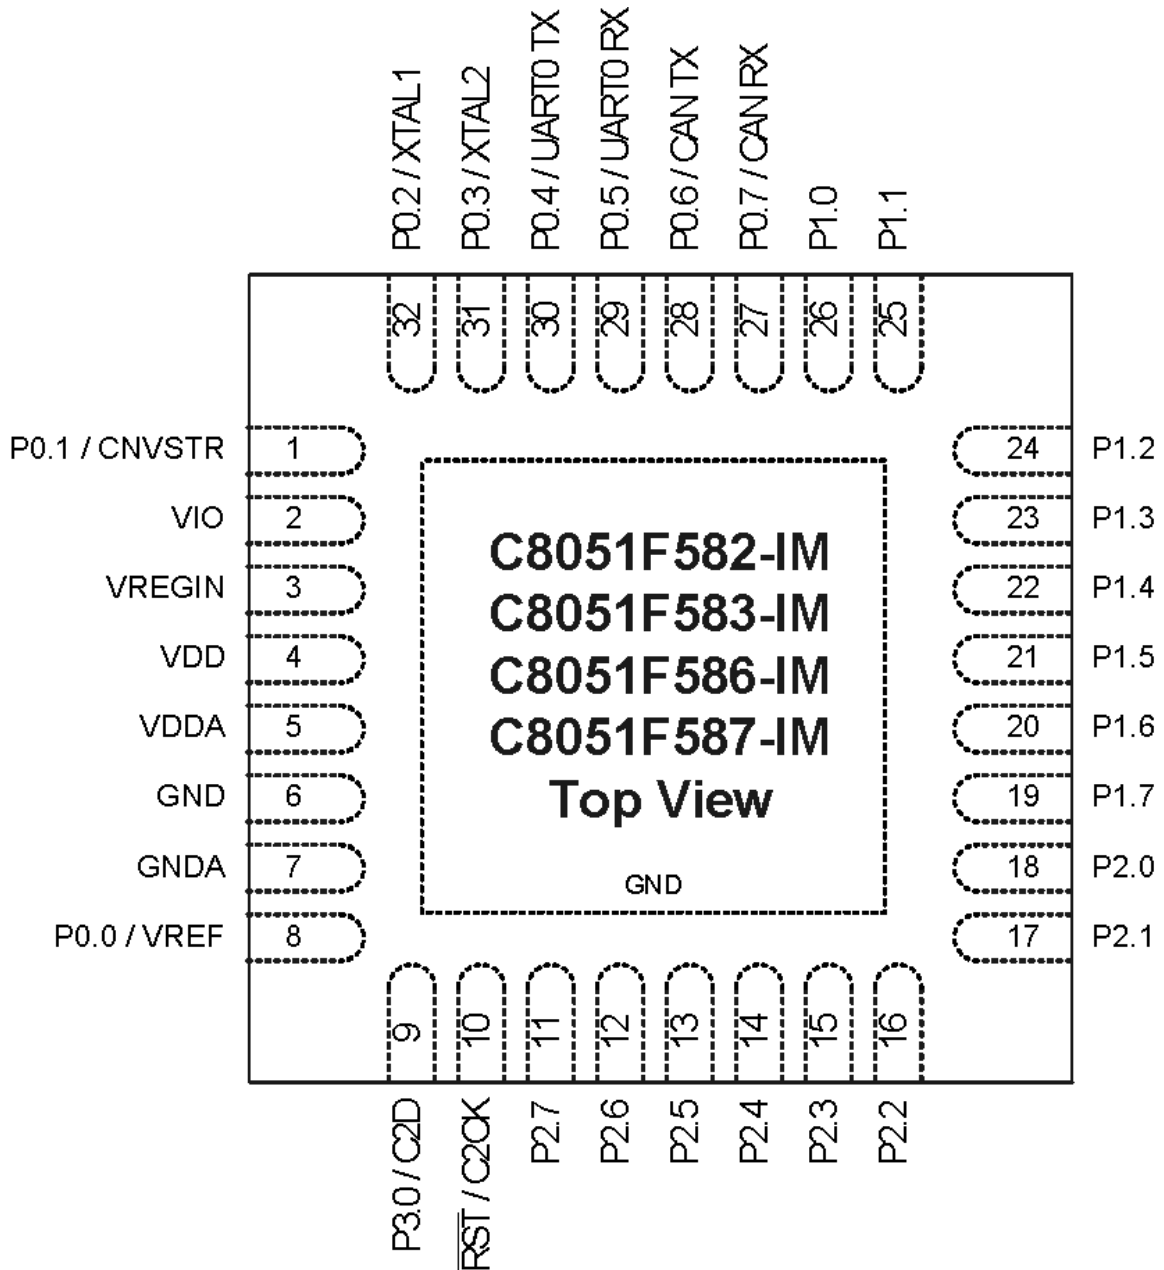 P0.2 / XTAL1
P0.3 / XTAL2
P0.4 / UART0 TX
P0.5 / UART0 RX
P0.6 / CAN TX
P0.7 / CAN RX
P1.0
P1.1
32
31
30
29
28
27
26
25
P0.1 / CNVSTR 1
VIO 2
VREGIN 3
VDD 4
VDDA 5
GND 6
GNDA 7
P0.0 / VREF 8
C8051F582-IM
C8051F583-IM
C8051F586-IM
C8051F587-IM
Top View
GND
24 P1.2
23 P1.3
22 P1.4
21 P1.5
20 P1.6
19 P1.7
18 P2.0
17 P2.1
9
10
11
12
13
14
15
16
P3.0 / C2D
RST / C2CK
P2.7
P2.6
P2.5
P2.4
P2.3
P2.2